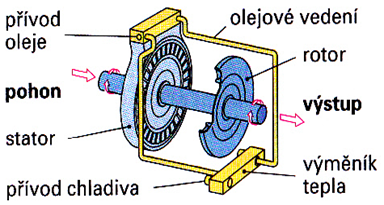 přívod
oleje
olejové vedení
rotor
pohon
výstup
stator
přívod chladiva
výměník
tepla